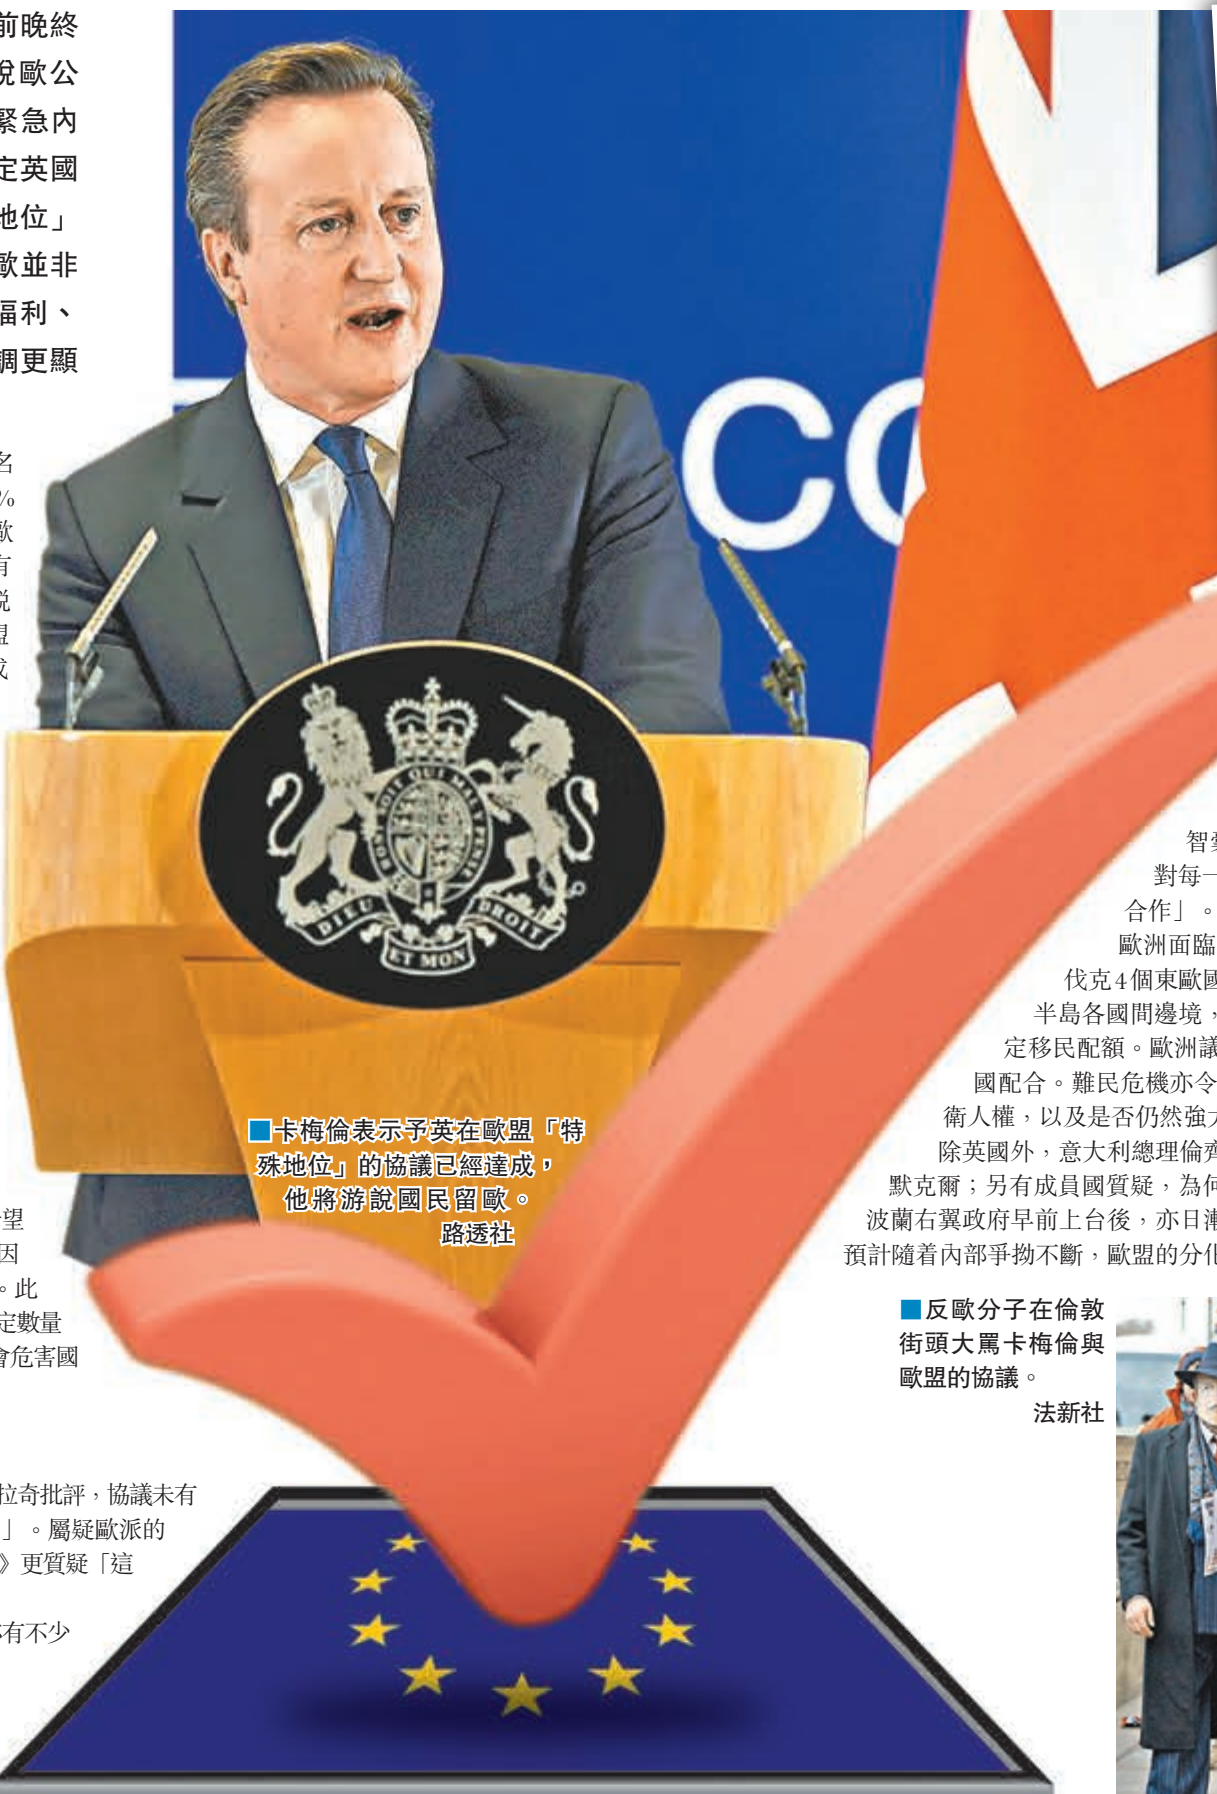 前晚終
說歐公
緊急內
定英國
地位」
歐並非
福利、
調更顯
名
%
歐
有
說
盟
成
CO
DIEU ET MON DROIT
■卡梅倫表示予英在歐盟「特
殊地位」的協議已經達成，
他將游說國民留歐。
路透社
望
因
。此
定數量
會危害國
拉奇批評，協議未有
」。屬疑歐派的
》更質疑「這
有不少
對每一
合作」。
歐洲面臨
伐克4個東歐國
半島各國間邊境，
定移民配額。歐洲議
國配合。難民危機亦令
衛人權，以及是否仍然強大
除英國外，意大利總理倫齊
默克爾；另有成員國質疑，為何
波蘭右翼政府早前上台後，亦日漸
預計隨着內部爭拗不斷，歐盟的分化
■反歐分子在倫敦
街頭大罵卡梅倫與
歐盟的協議。
法新社